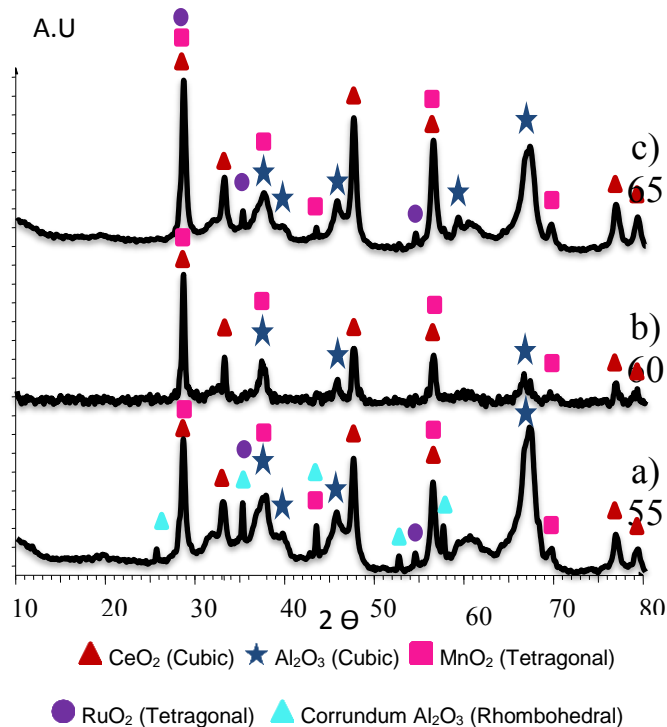 A.U
c)
65
b)
60
a)
55
10 20 30 40 50 60 70 80
2 ϴ
CeO₂ (Cubic) Al₂O₃ (Cubic) MnO₂ (Tetragonal)
RuO₂ (Tetragonal) Corrundum Al₂O₃ (Rhombohedral)